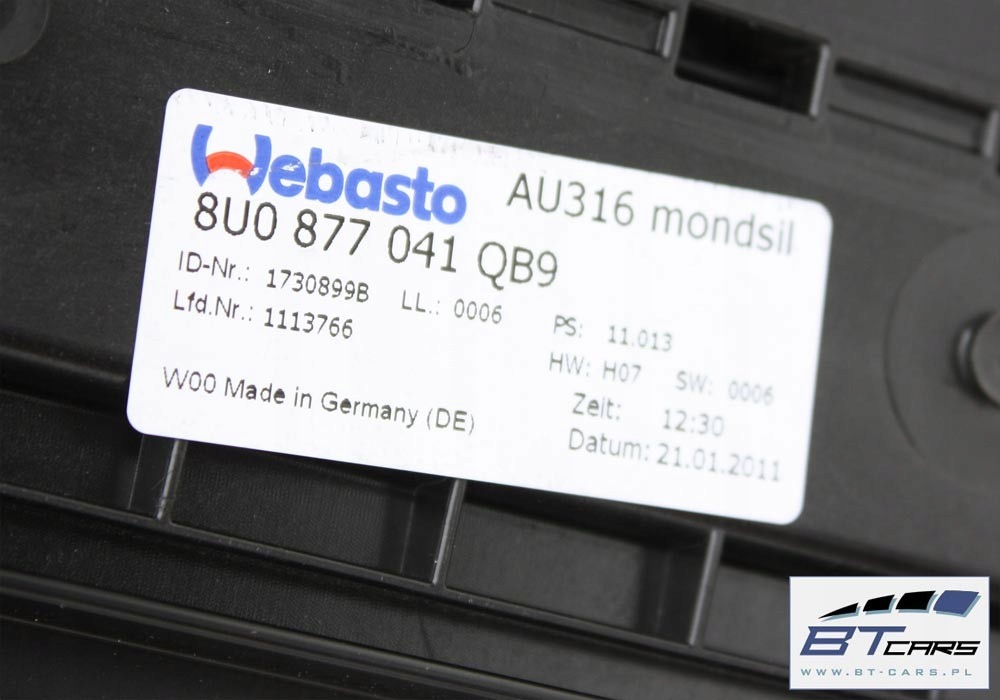 Webasto AU316 mondsil
8U0 877 041 QB9
ID-Nr.: 1730899B LL.: 0006 PS: 11.013
Lfd.Nr.: 1113766 HW: H07 SW: 0006
Zeit: 12:30
W00 Made in Germany (DE) Datum: 21.01.2011
BT CARS
WWW.BT-CARS.PL